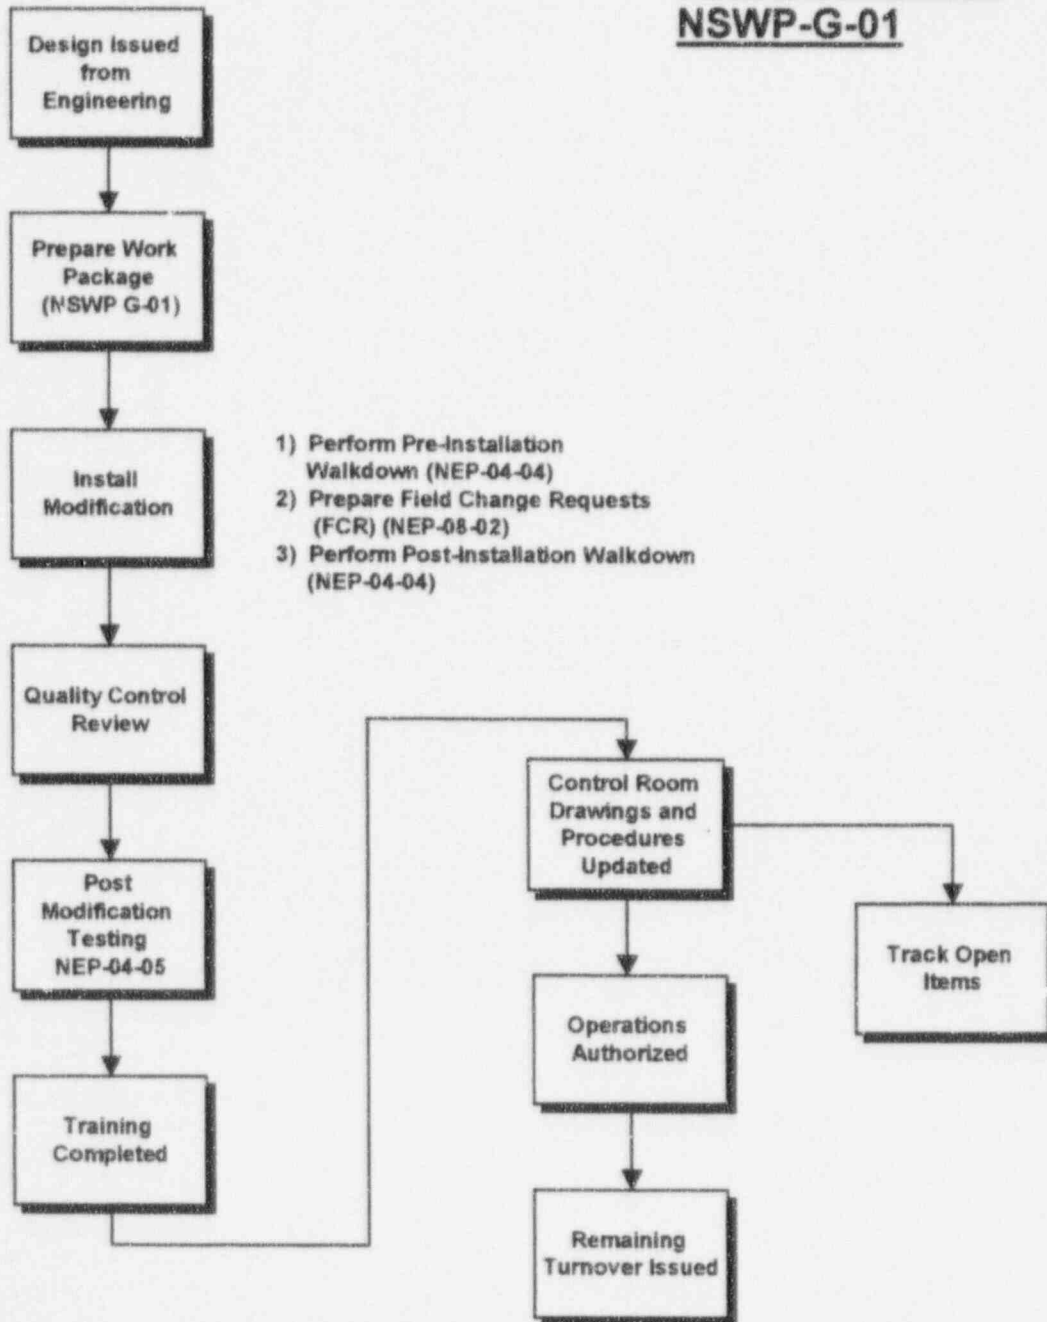 NSWP-G-01
Design Issued
from
Engineering
Prepare Work
Package
(NSWP G-01)
Install
Modification
1) Perform Pre-Installation
Walkdown (NEP-04-04)
2) Prepare Field Change Requests
(FCR) (NEP-08-02)
3) Perform Post-Installation Walkdown
(NEP-04-04)
Quality Control
Review
Post
Modification
Testing
NEP-04-05
Training
Completed
Control Room
Drawings and
Procedures
Updated
Track Open
Items
Operations
Authorized
Remaining
Turnover Issued